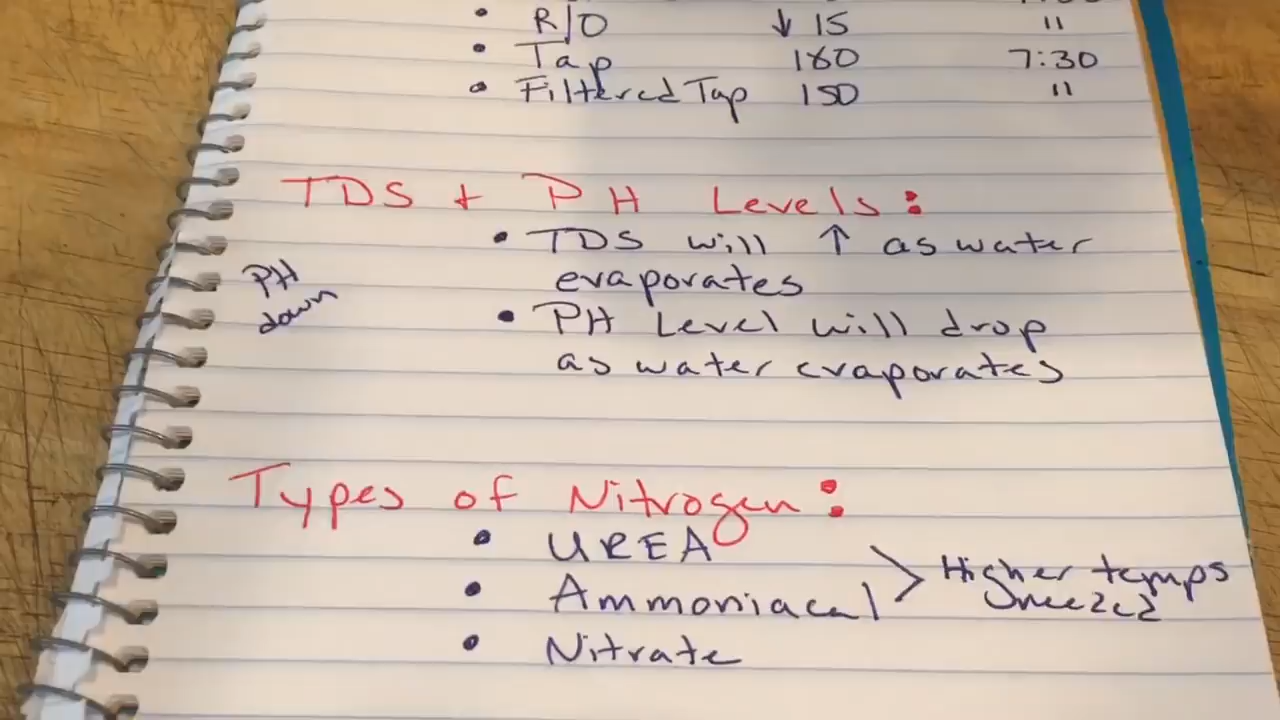 • R/O ↓ 15 "
• Tap 180 7:30
• Filtered Tap 150 "
TDS + PH Levels:
• TDS will ↑ as water
evaporates
PH
down
• PH Level will drop
as water evaporates
Types of Nitrogen:
• UREA
• Ammoniacal > Higher temps
• Nitrate